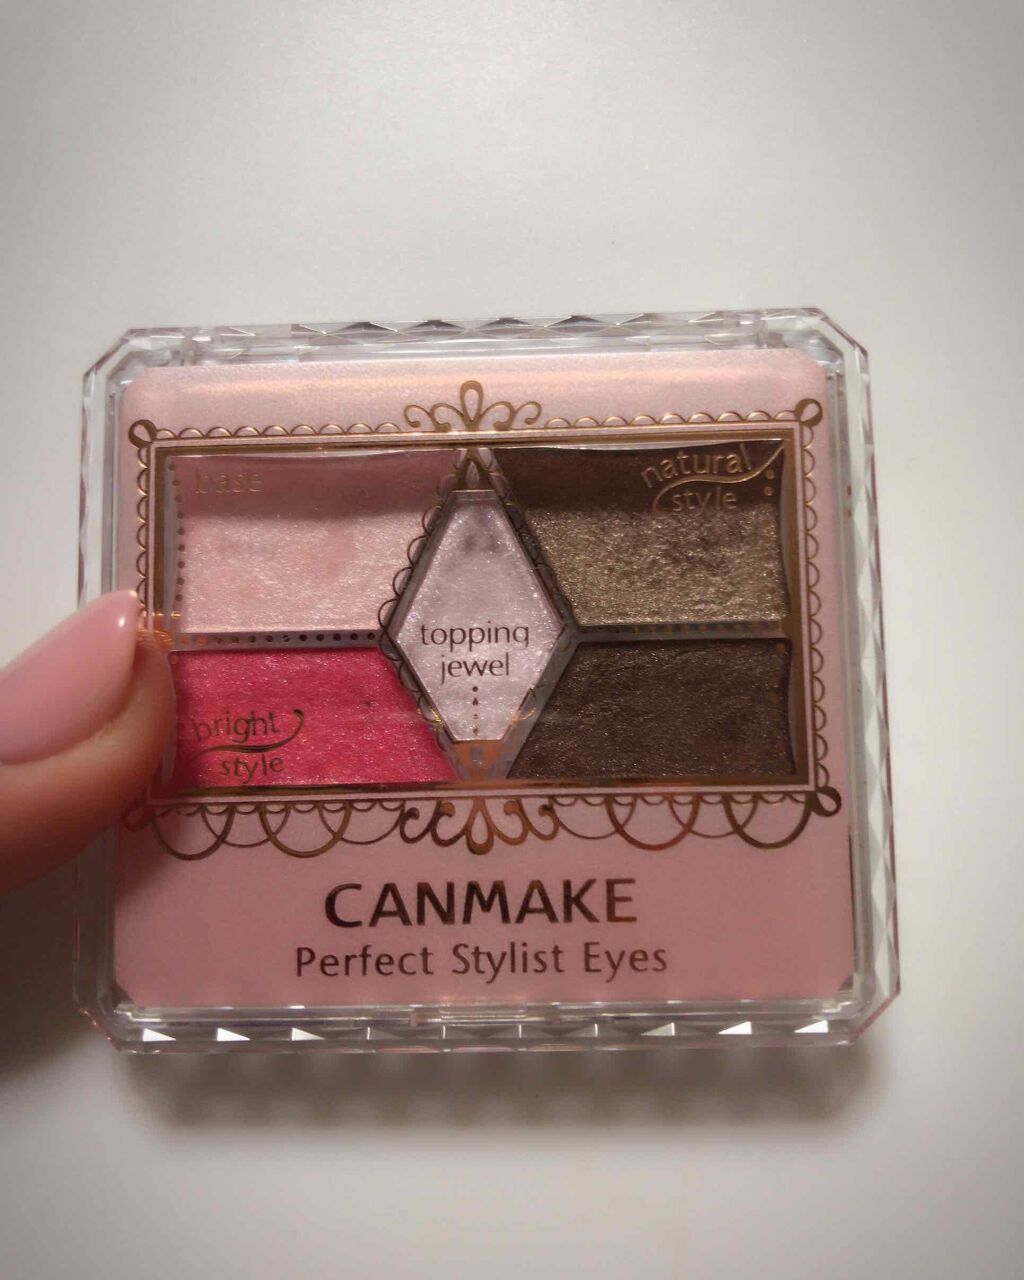 base
natural
style
topping
jewel
bright
style
CANMAKE
Perfect Stylist Eyes